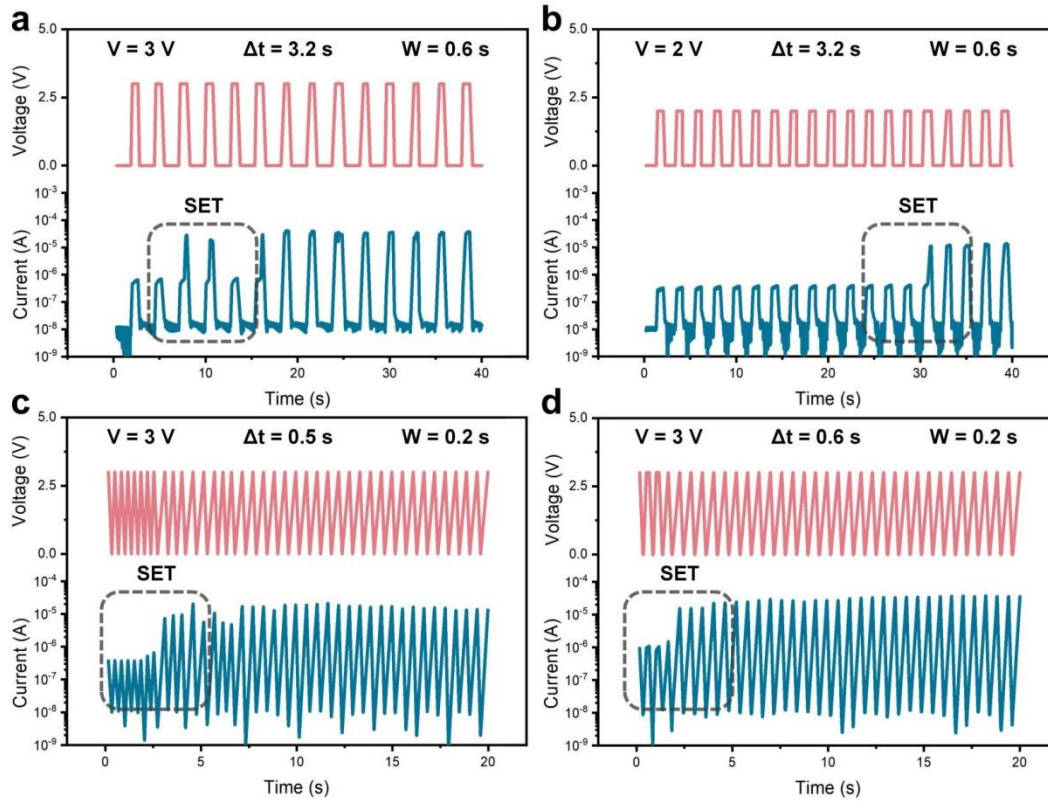 a
V = 3 V Δt = 3.2 s W = 0.6 s
Voltage (V)
5.0
2.5
0.0
SET
Current (A)
10⁻³
10⁻⁴
10⁻⁵
10⁻⁶
10⁻⁷
10⁻⁸
10⁻⁹
0 10 20 30 40
Time (s)
b
V = 2 V Δt = 3.2 s W = 0.6 s
Voltage (V)
5.0
2.5
0.0
SET
Current (A)
10⁻³
10⁻⁴
10⁻⁵
10⁻⁶
10⁻⁷
10⁻⁸
10⁻⁹
0 10 20 30 40
Time (s)
c
V = 3 V Δt = 0.5 s W = 0.2 s
Voltage (V)
5.0
2.5
0.0
SET
Current (A)
10⁻⁴
10⁻⁵
10⁻⁶
10⁻⁷
10⁻⁸
10⁻⁹
0 5 10 15 20
Time (s)
d
V = 3 V Δt = 0.6 s W = 0.2 s
Voltage (V)
5.0
2.5
0.0
SET
Current (A)
10⁻⁴
10⁻⁵
10⁻⁶
10⁻⁷
10⁻⁸
10⁻⁹
0 5 10 15 20
Time (s)